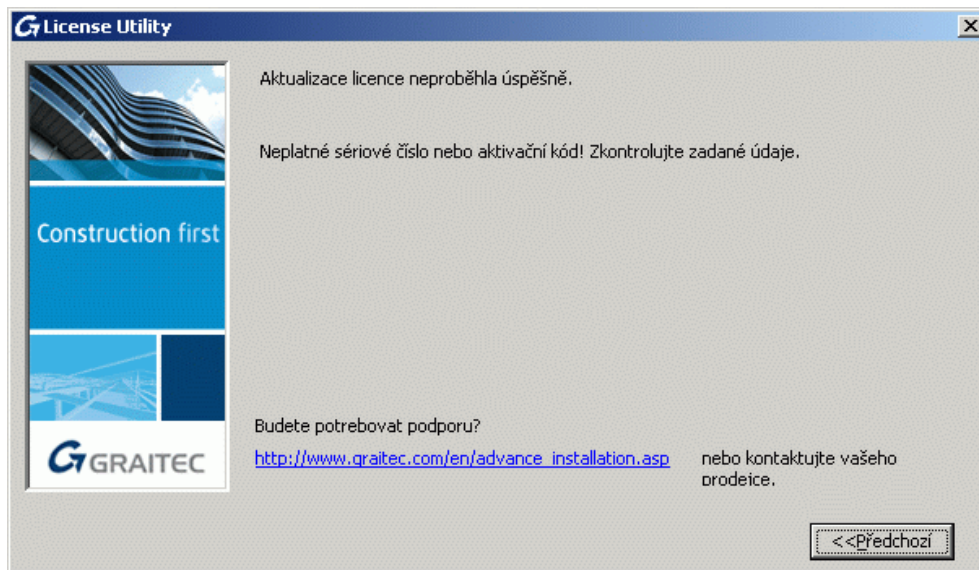 License Utility
Aktualizace licence neproběhla úspěšně.
Neplatné sériové číslo nebo aktivační kód! Zkontrolujte zadané údaje.
Construction first
GRAITEC
Budete potrebovat podporu?
http://www.graitec.com/en/advance_installation.asp
nebo kontaktujte vašeho
prodejce.
<<Předchozí